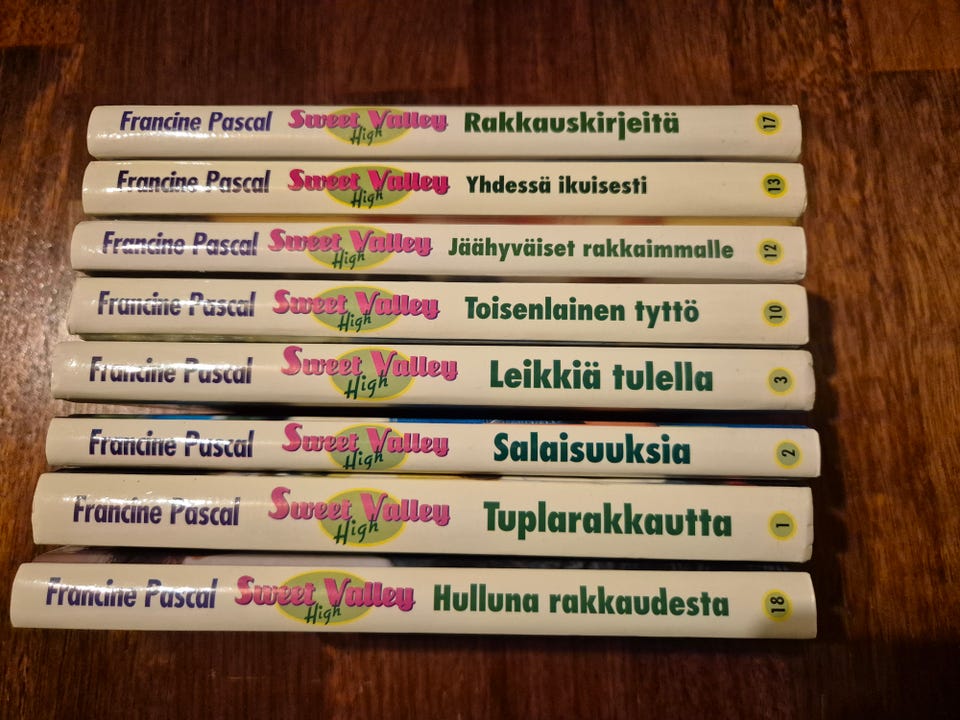 Francine Pascal Sweet Valley High Rakkauskirjeitä 17
Francine Pascal Sweet Valley High Yhdessä ikuisesti 13
Francine Pascal Sweet Valley High Jäähyväiset rakkaimmalle 12
Francine Pascal Sweet Valley High Toisenlainen tyttö 10
Francine Pascal Sweet Valley High Leikkiä tulella 3
Francine Pascal Sweet Valley High Salaisuuksia 2
Francine Pascal Sweet Valley High Tuplarakkautta 1
Francine Pascal Sweet Valley High Hulluna rakkaudesta 18